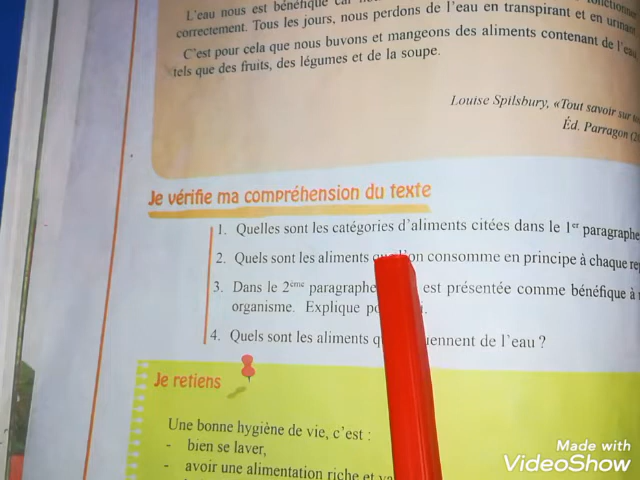 L'eau nous est bénéfique car
correctement. Tous les jours, nous perdons de l'eau en transpirant et en urinant
C'est pour cela que nous buvons et mangeons des aliments contenant de l'eau
tels que des fruits, des légumes et de la soupe.
Louise Spilsbury, «Tout savoir sur
Éd. Parragon
Je vérifie ma compréhension du texte
1. Quelles sont les catégories d'aliments citées dans le 1er paragraphe
2. Quels sont les aliments consomme en principe à chaque
3. Dans le 2ème paragraphe est présentée comme bénéfique à
organisme. Explique
4. Quels sont les aliments de l'eau ?
Je retiens
Une bonne hygiène de vie, c'est :
- bien se laver,
- avoir une alimentation riche et
Made with
VideoShow